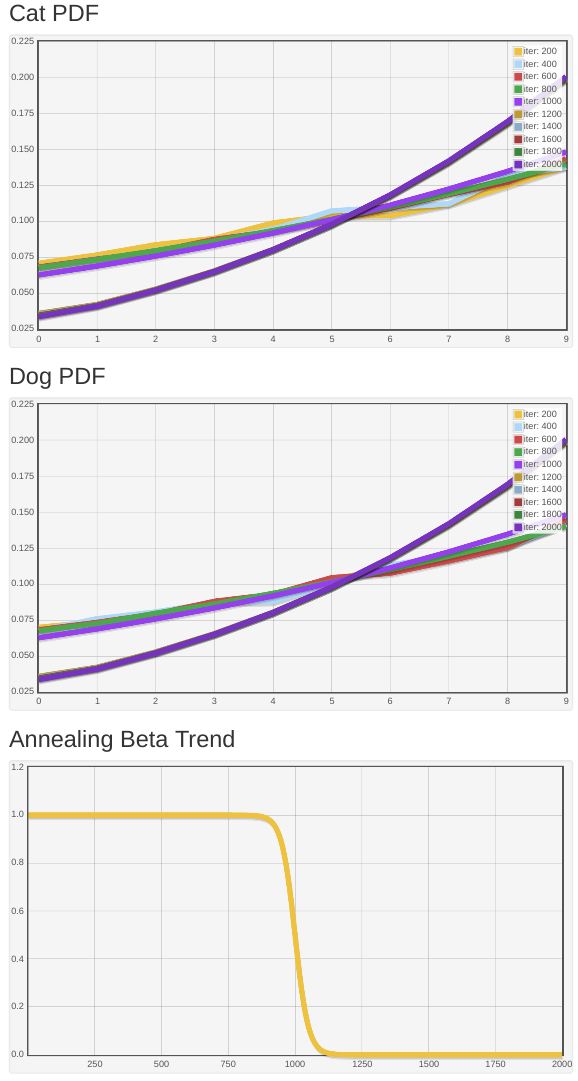 Cat PDF
0.225
0.200
0.175
0.150
0.125
0.100
0.075
0.050
0.025
0 1 2 3 4 5 6 7 8 9
iter: 200
iter: 400
iter: 600
iter: 800
iter: 1000
iter: 1200
iter: 1400
iter: 1600
iter: 1800
iter: 2000
Dog PDF
0.225
0.200
0.175
0.150
0.125
0.100
0.075
0.050
0.025
0 1 2 3 4 5 6 7 8 9
iter: 200
iter: 400
iter: 600
iter: 800
iter: 1000
iter: 1200
iter: 1400
iter: 1600
iter: 1800
iter: 2000
Annealing Beta Trend
1.2
1.0
0.8
0.6
0.4
0.2
0.0
250 500 750 1000 1250 1500 1750 2000